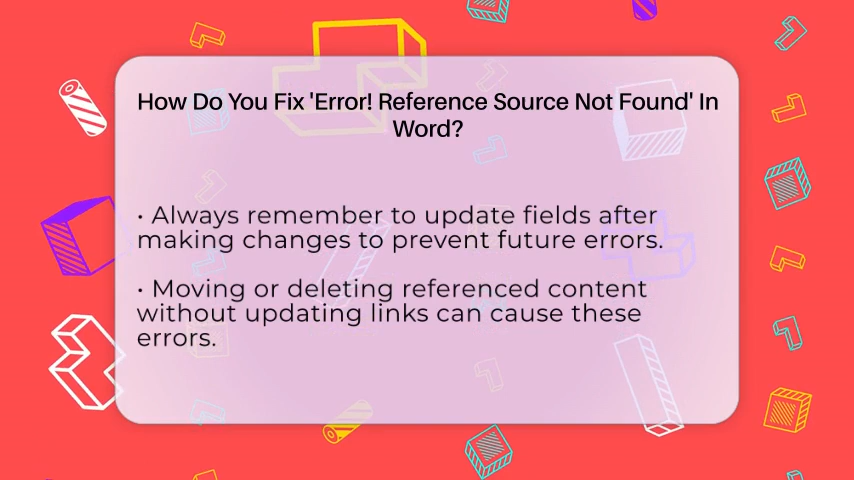 How Do You Fix 'Error! Reference Source Not Found' In
Word?
• Always remember to update fields after
making changes to prevent future errors.
• Moving or deleting referenced content
without updating links can cause these
errors.